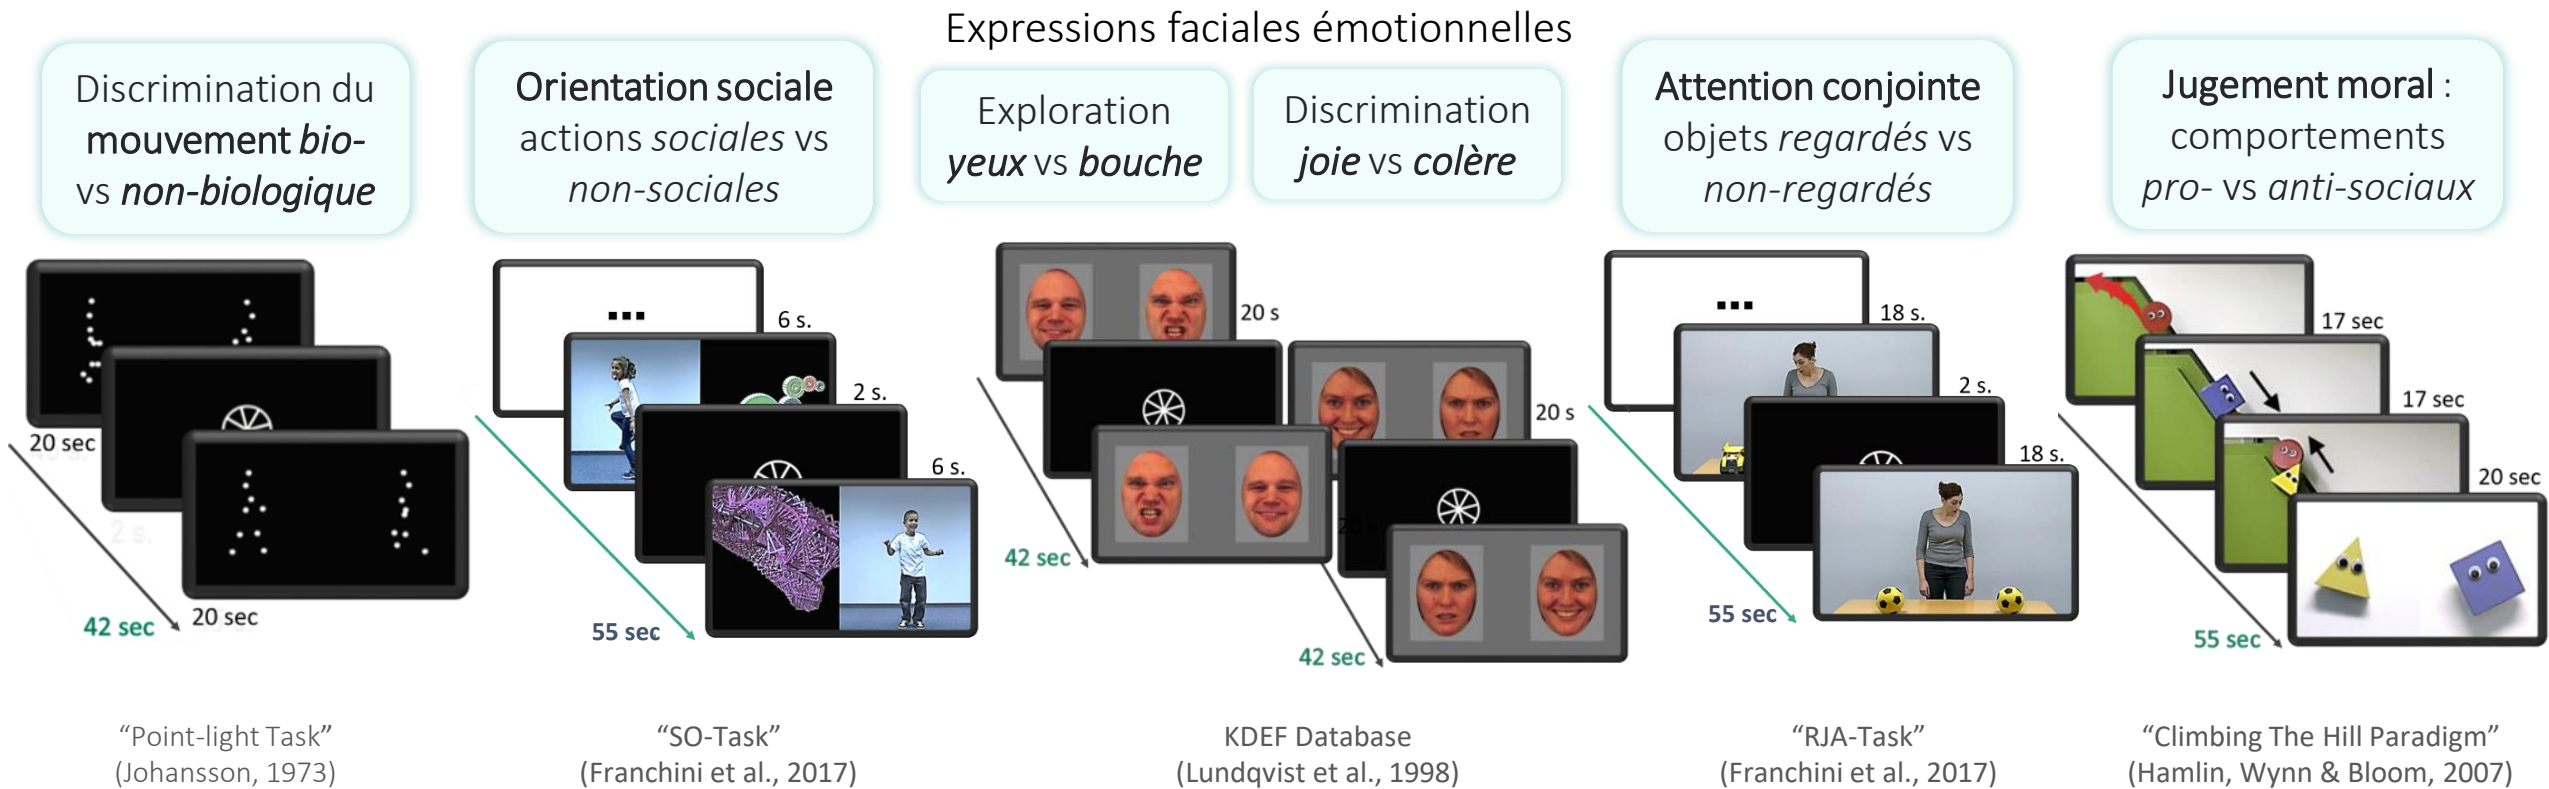 Expressions faciales émotionnelles
Discrimination du
mouvement bio-
vs non-biologique
Orientation sociale
actions sociales vs
non-sociales
Exploration
yeux vs bouche
Discrimination
joie vs colère
Attention conjointe
objets regardés vs
non-regardés
Jugement moral :
comportements
pro- vs anti-sociaux
20 sec
2 s.
20 sec
42 sec
...
6 s.
2 s.
6 s.
55 sec
20 s
42 sec
20 s
42 sec
...
18 s.
2 s.
18 s.
55 sec
17 sec
17 sec
20 sec
55 sec
“Point-light Task”
(Johansson, 1973)
“SO-Task”
(Franchini et al., 2017)
KDEF Database
(Lundqvist et al., 1998)
“RJA-Task”
(Franchini et al., 2017)
“Climbing The Hill Paradigm”
(Hamlin, Wynn & Bloom, 2007)